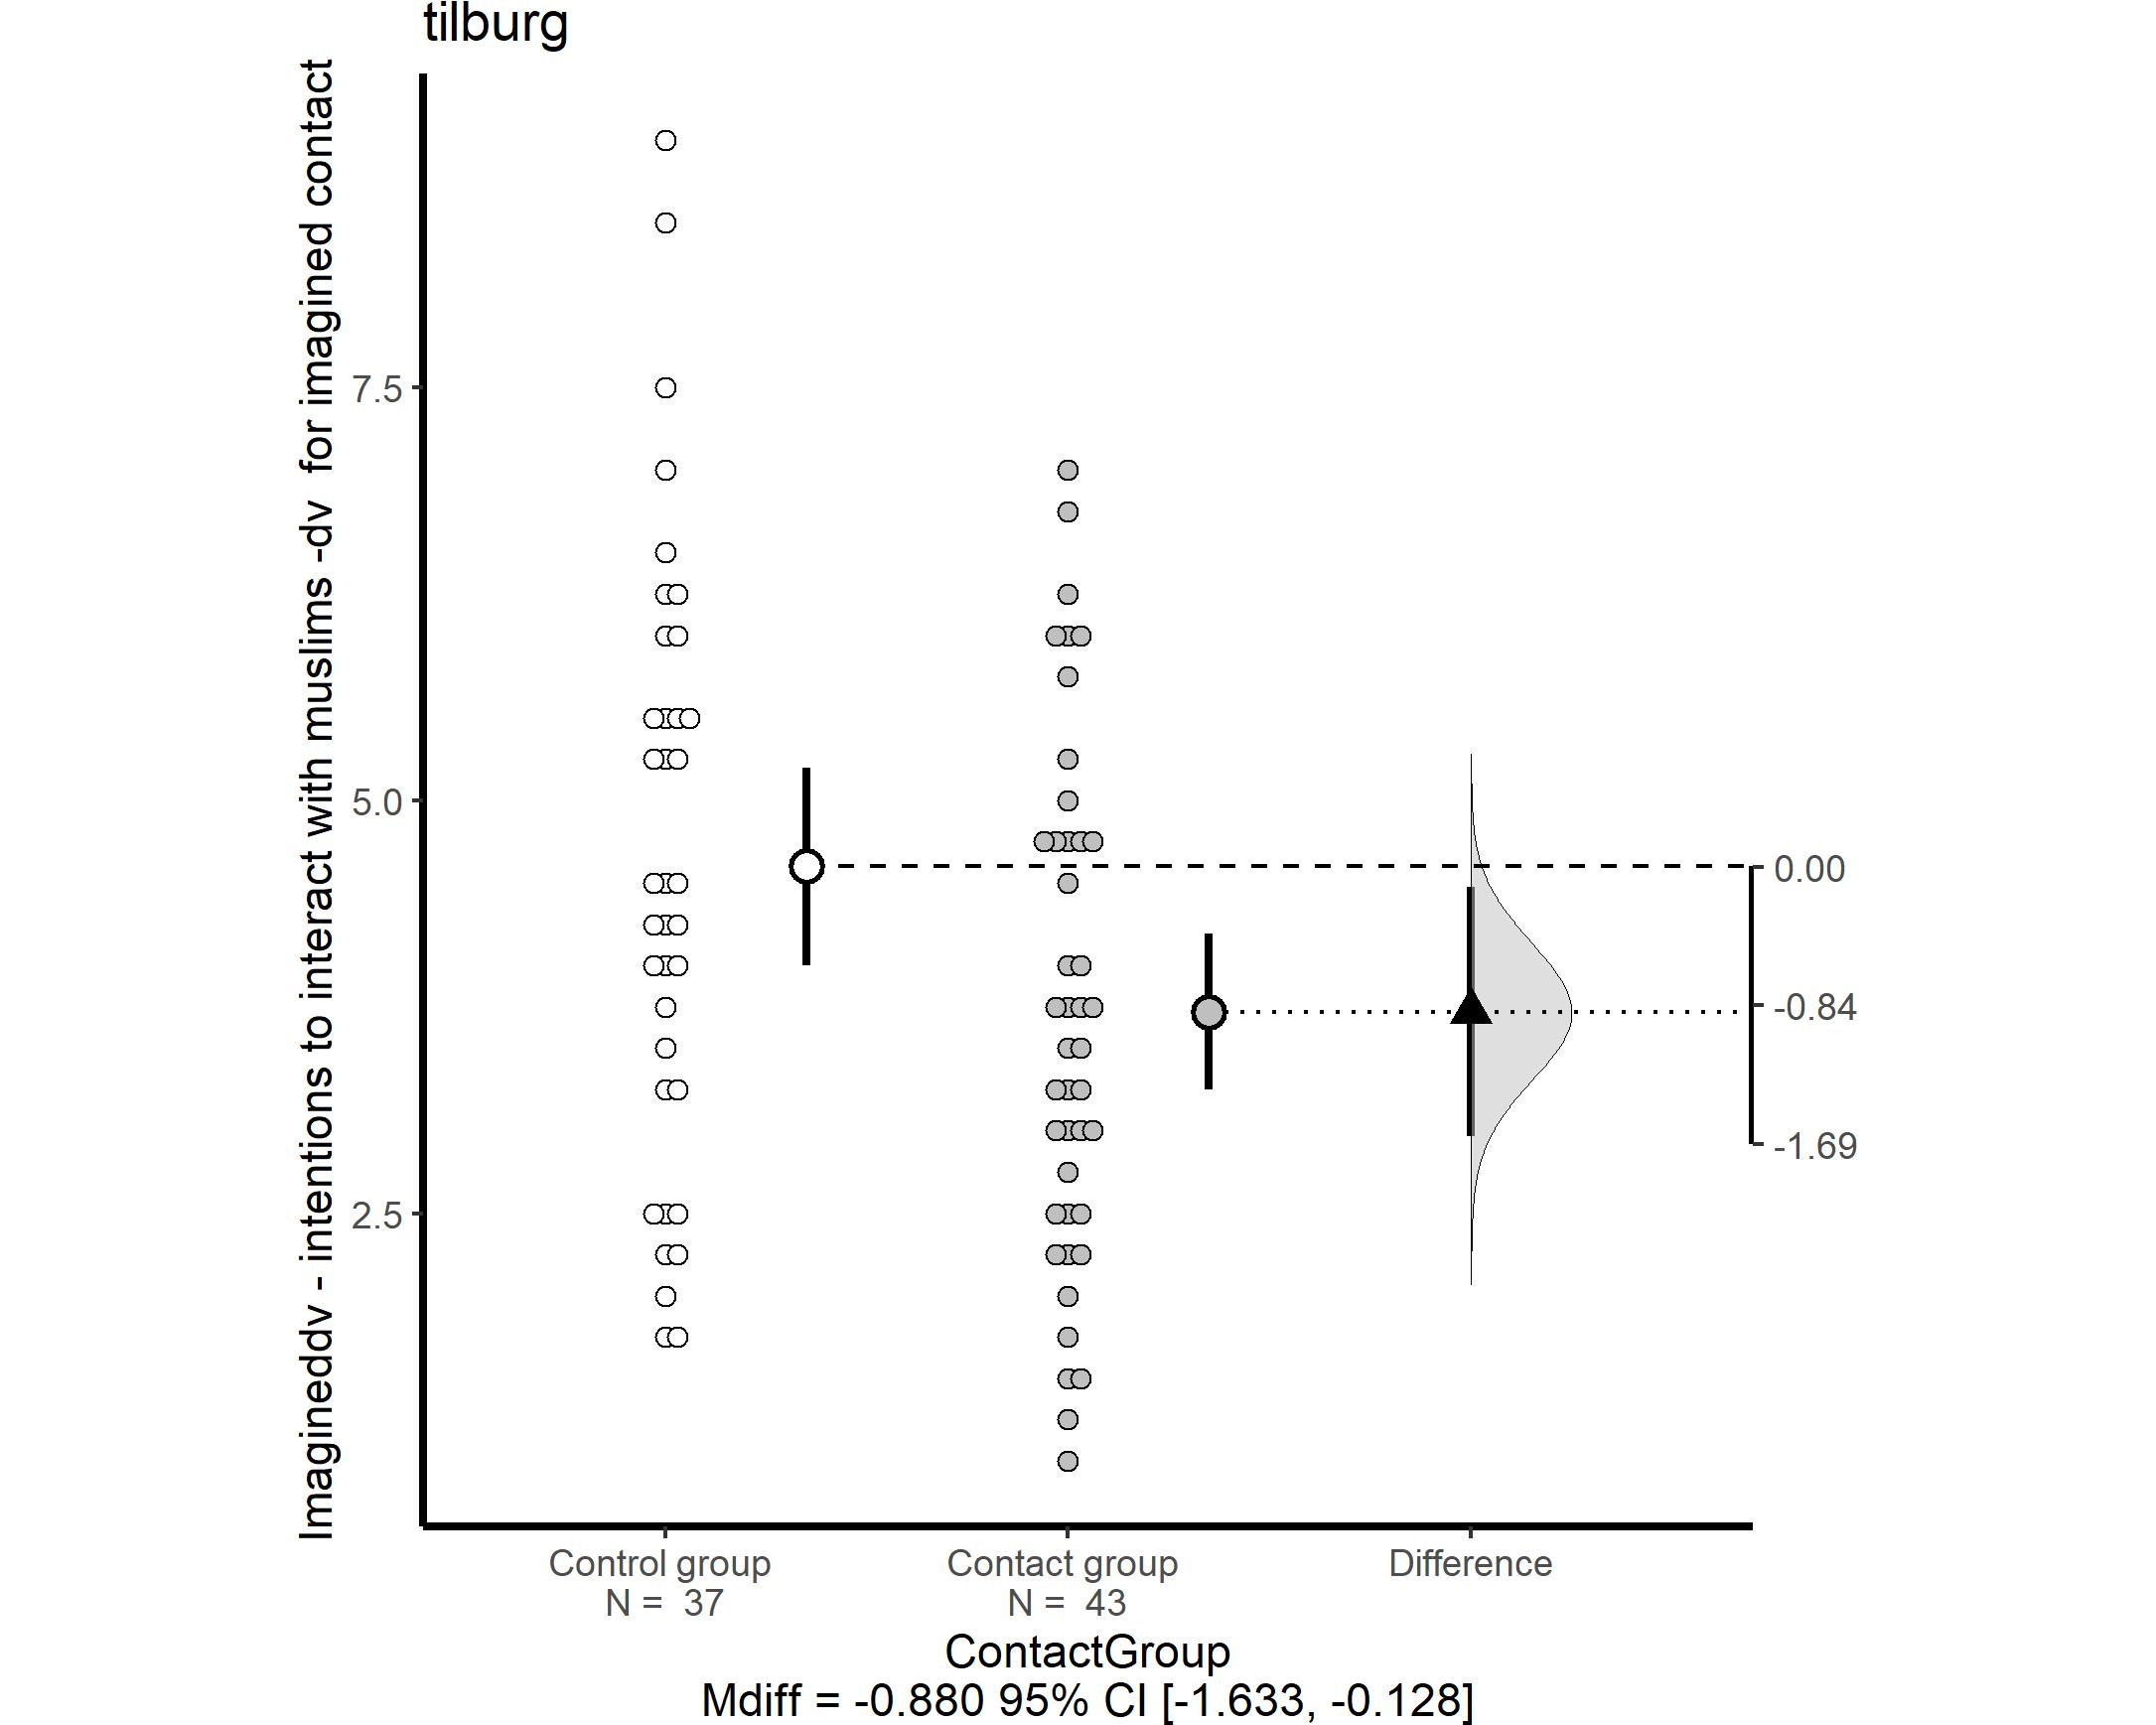 tilburg
Imagineddv - intentions to interact with muslims -dv  for imagined contact
7.5
5.0
2.5
0.00
-0.84
-1.69
Control group
N =  37
Contact group
N =  43
Difference
ContactGroup
Mdiff = -0.880 95% CI [-1.633, -0.128]